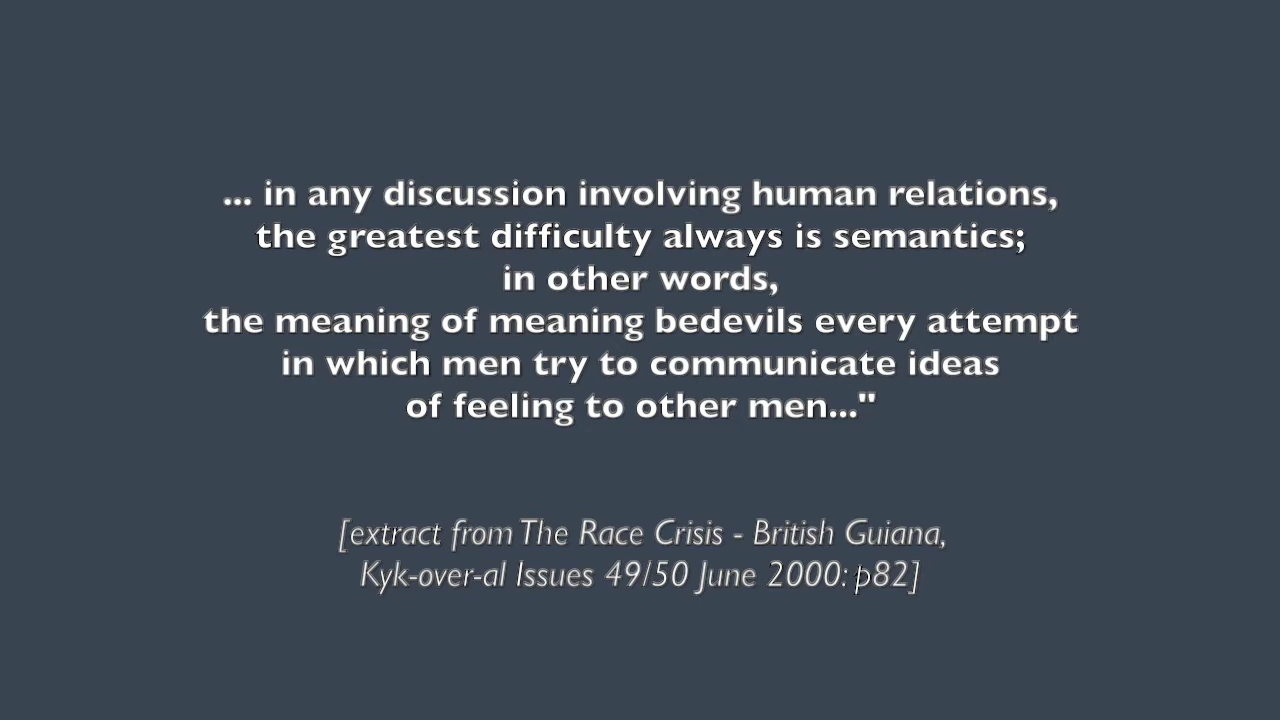 ... in any discussion involving human relations,
the greatest difficulty always is semantics;
in other words,
the meaning of meaning bedevils every attempt
in which men try to communicate ideas
of feeling to other men..."
[extract from The Race Crisis - British Guiana,
Kyk-over-al Issues 49/50 June 2000: p82]